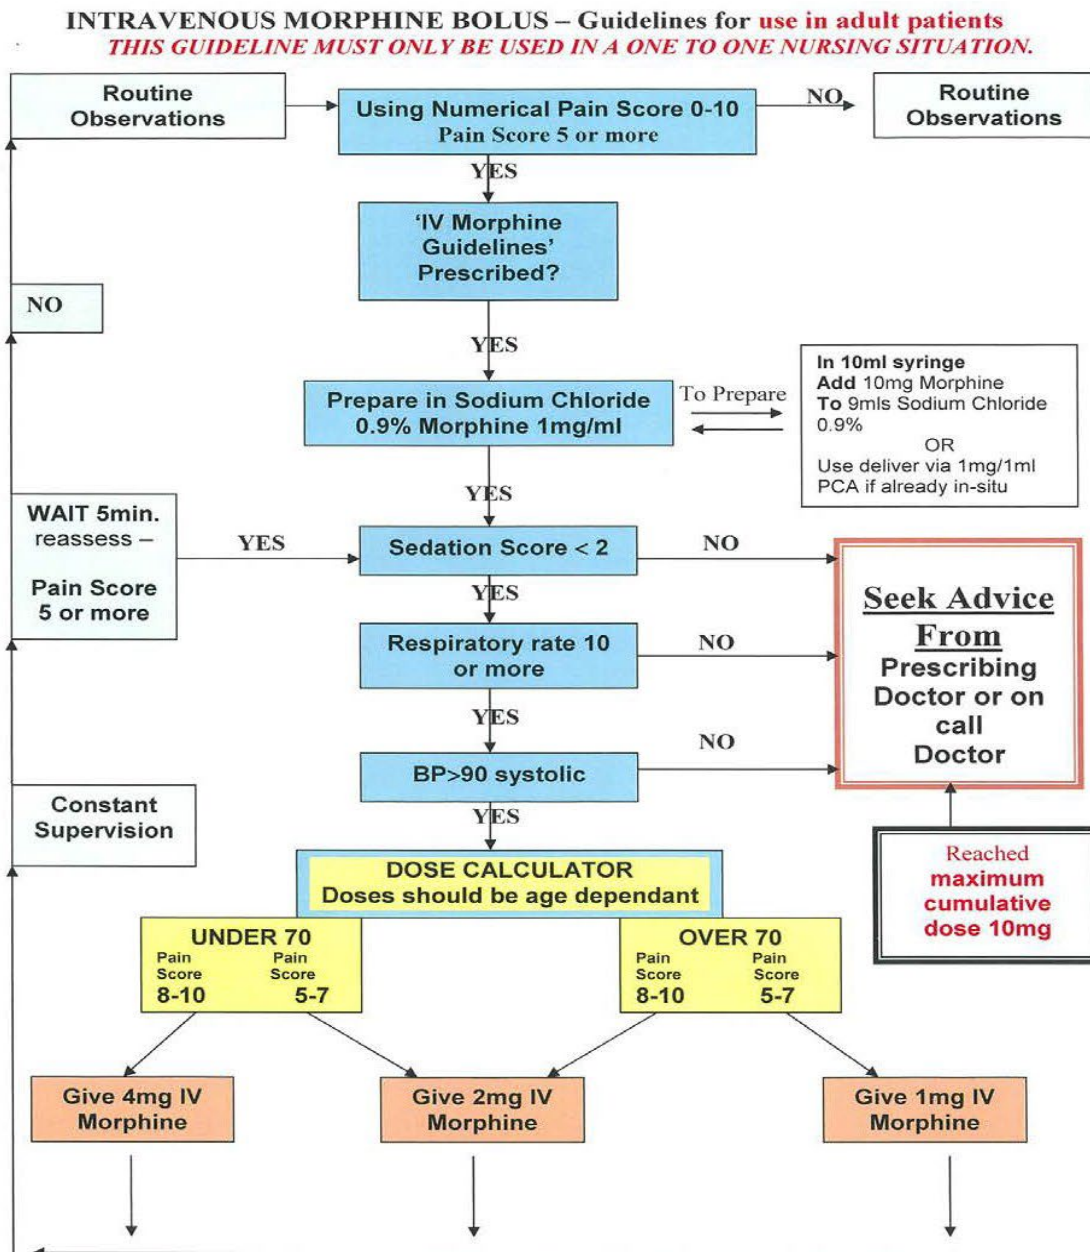 INTRAVENOUS MORPHINE BOLUS – Guidelines for use in adult patients
THIS GUIDELINE MUST ONLY BE USED IN A ONE TO ONE NURSING SITUATION.
Routine
Observations
Using Numerical Pain Score 0-10
Pain Score 5 or more
NO
Routine
Observations
YES
‘IV Morphine
Guidelines’
Prescribed?
NO
YES
Prepare in Sodium Chloride
0.9% Morphine 1mg/ml
To Prepare
In 10ml syringe
Add 10mg Morphine
To 9mls Sodium Chloride
0.9%
OR
Use deliver via 1mg/1ml
PCA if already in-situ
YES
WAIT 5min.
reassess –
Pain Score
5 or more
YES
Sedation Score < 2
NO
YES
Respiratory rate 10
or more
NO
YES
BP>90 systolic
NO
Seek Advice
From
Prescribing
Doctor or on
call
Doctor
YES
Constant
Supervision
Reached
maximum
cumulative
dose 10mg
DOSE CALCULATOR
Doses should be age dependant
UNDER 70
Pain Pain
Score Score
8-10 5-7
OVER 70
Pain Pain
Score Score
8-10 5-7
Give 4mg IV
Morphine
Give 2mg IV
Morphine
Give 1mg IV
Morphine